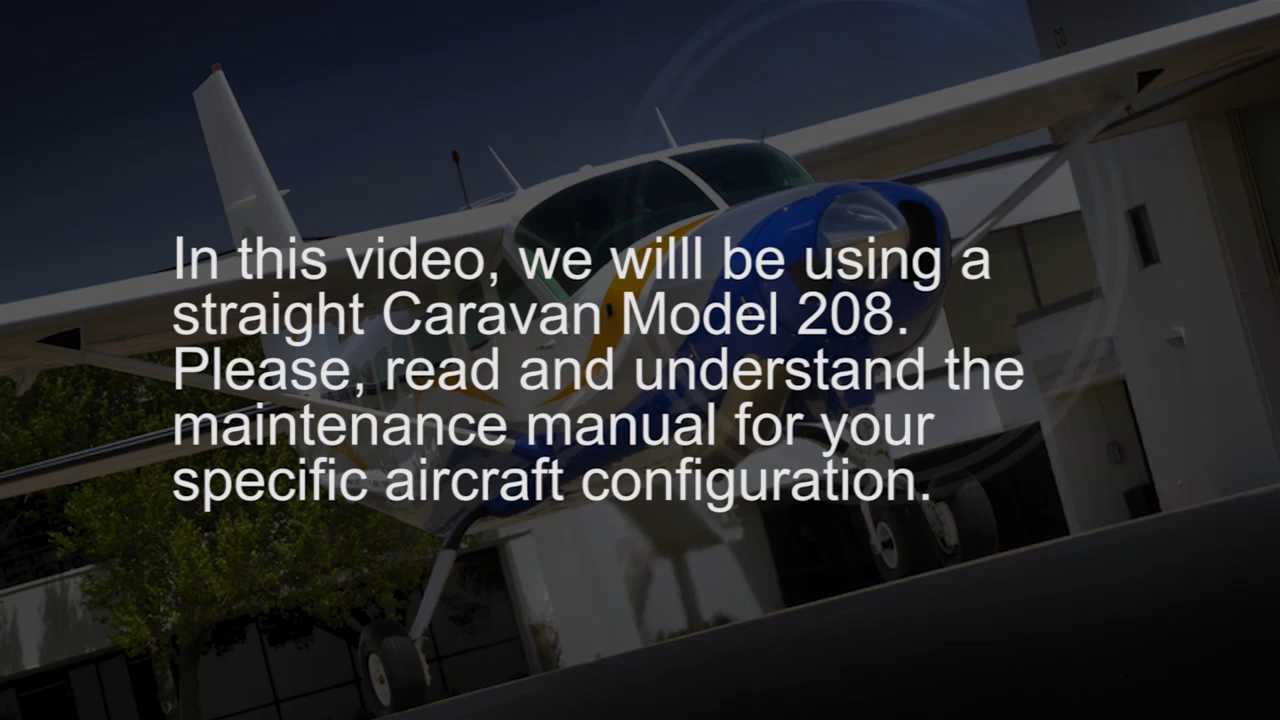 In this video, we willl be using a
straight Caravan Model 208.
Please, read and understand the
maintenance manual for your
specific aircraft configuration.